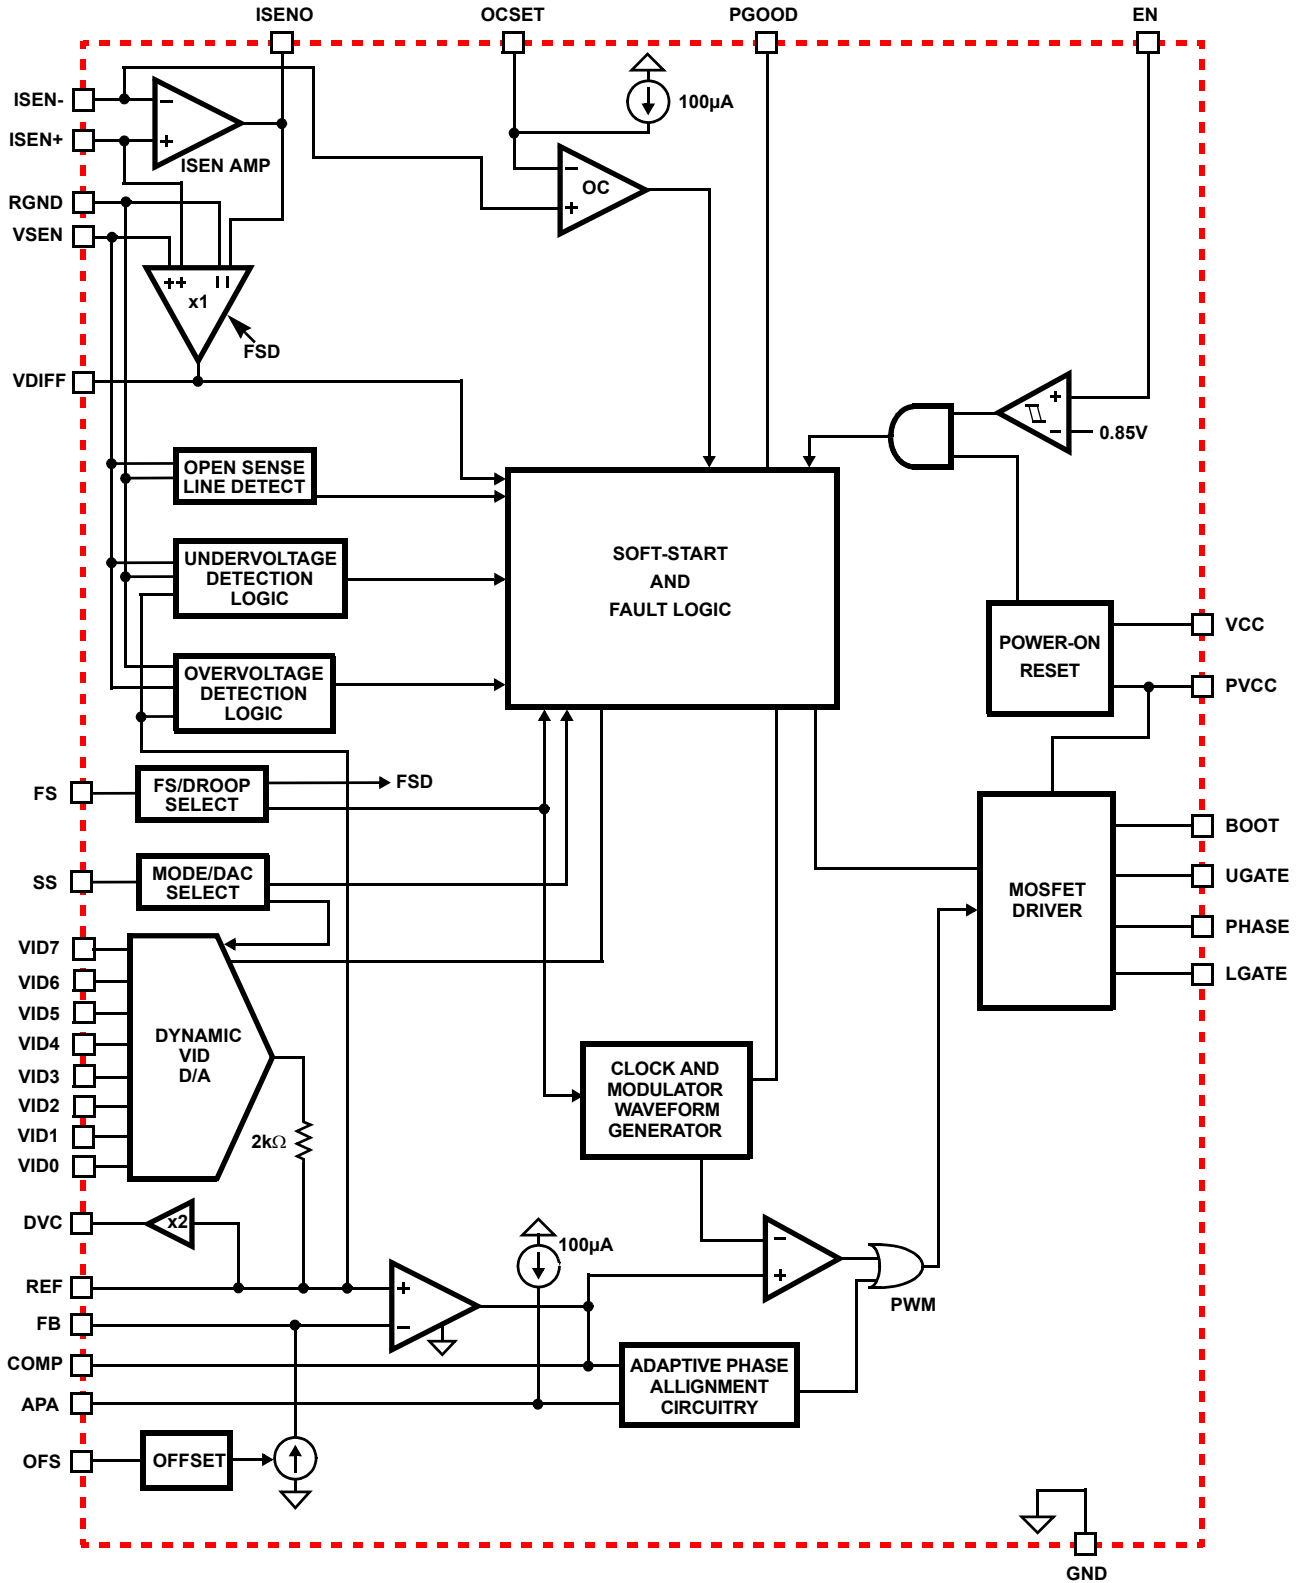 ISENO
OCSET
PGOOD
EN
ISEN-
100µA
ISEN+
ISEN AMP
OC
RGND
VSEN
x1
FSD
VDIFF
0.85V
OPEN SENSE
LINE DETECT
UNDERVOLTAGE
DETECTION
LOGIC
SOFT-START
AND
FAULT LOGIC
VCC
POWER-ON
RESET
OVERVOLTAGE
DETECTION
LOGIC
PVCC
FS
FS/DROOP
SELECT
FSD
BOOT
SS
MODE/DAC
SELECT
MOSFET
DRIVER
UGATE
PHASE
LGATE
VID7
VID6
VID5
VID4
VID3
VID2
VID1
VID0
DYNAMIC
VID
D/A
CLOCK AND
MODULATOR
WAVEFORM
GENERATOR
2kΩ
DVC
x2
100µA
REF
FB
PWM
COMP
ADAPTIVE PHASE
ALLIGNMENT
CIRCUITRY
APA
OFS
OFFSET
GND